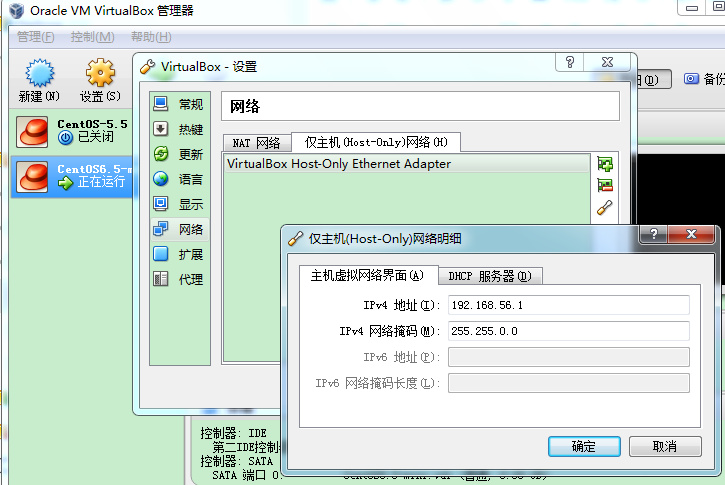 Oracle VM VirtualBox 管理器
管理(F) 控制(M) 帮助(H)
新建(N) 设置(S)
备份
CentOS-5.5
已关闭
CentOS6.5-m
正在运行
VirtualBox - 设置
常规
热键
更新
语言
显示
网络
扩展
代理
网络
NAT 网络 仅主机(Host-Only)网络(H)
VirtualBox Host-Only Ethernet Adapter
仅主机(Host-Only)网络明细
主机虚拟网络界面(A) DHCP 服务器(D)
IPv4 地址(I): 192.168.56.1
IPv4 网络掩码(M): 255.255.0.0
IPv6 地址(P):
IPv6 网络掩码长度(L):
确定 取消
控制器: IDE
第二IDE控制
控制器: SATA
SATA 端口 0: